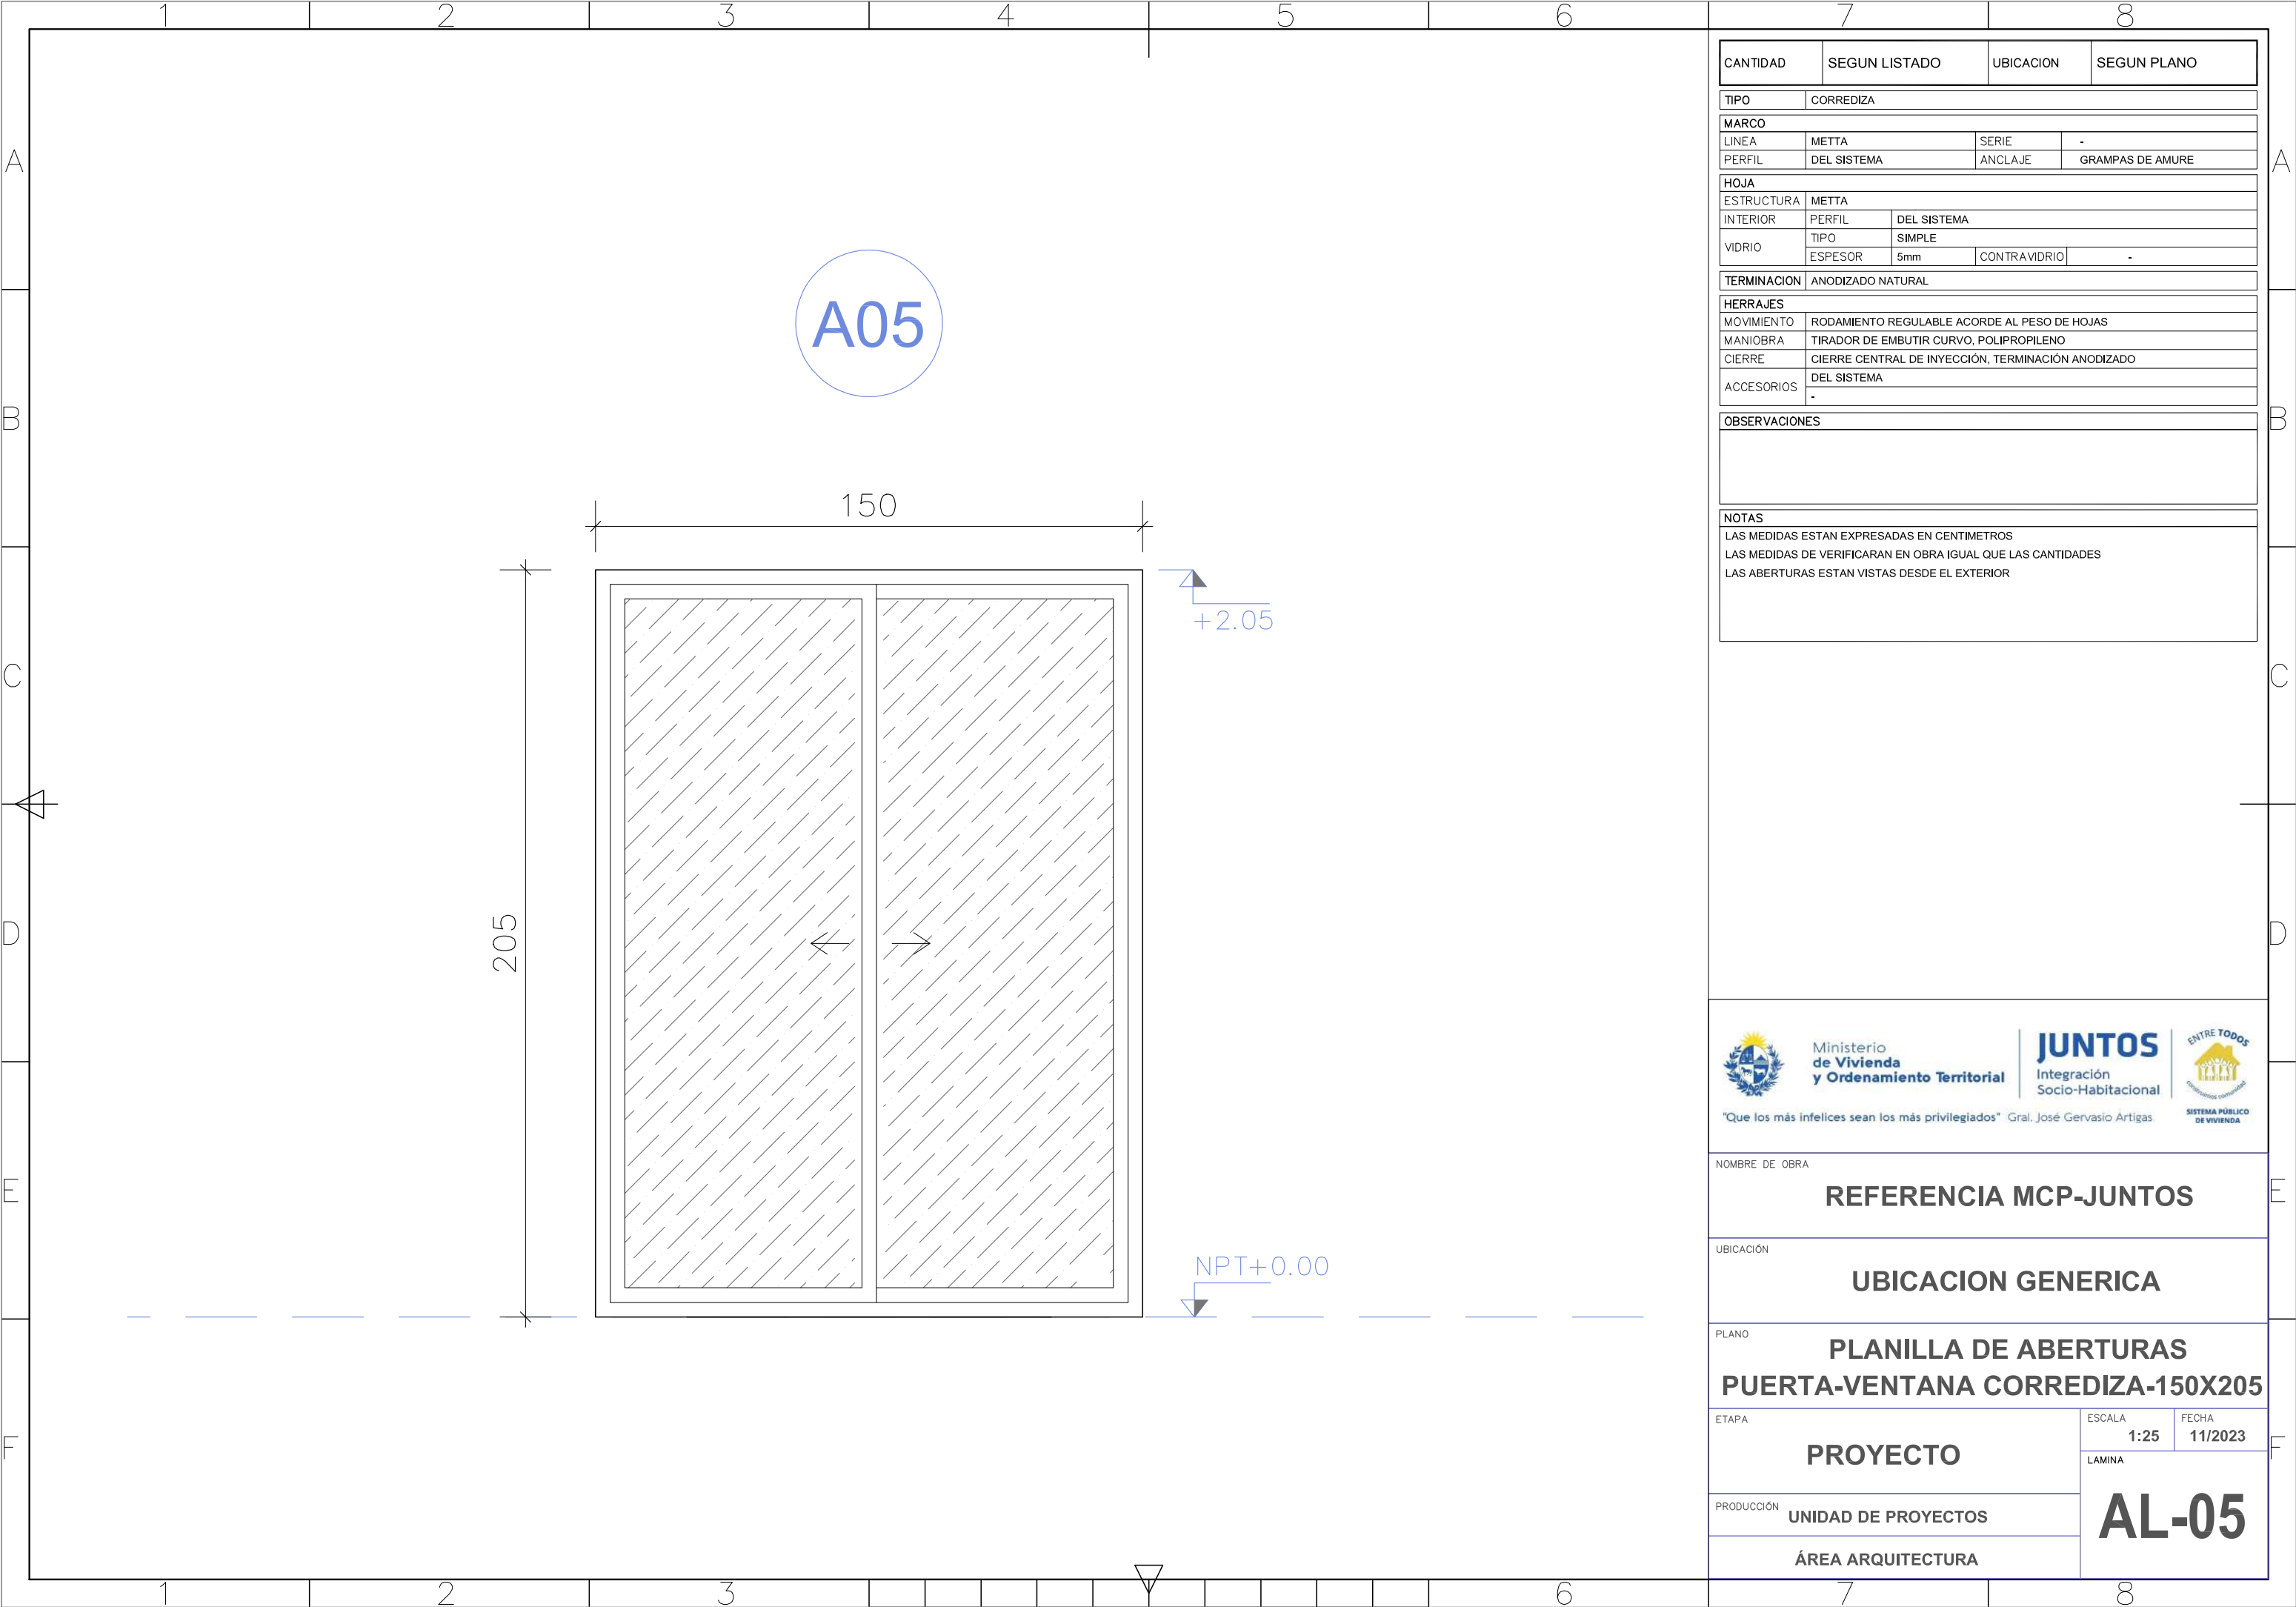 1 2 3 4 5 6 7 8
A A
B B
C C
D D
E E
F F
A05
150
205
+2.05
NPT+0.00
CANTIDAD SEGUN LISTADO UBICACION SEGUN PLANO
TIPO CORREDIZA
MARCO
LINEA METTA SERIE -
PERFIL DEL SISTEMA ANCLAJE GRAMPAS DE AMURE
HOJA
ESTRUCTURA METTA
INTERIOR PERFIL DEL SISTEMA
VIDRIO TIPO SIMPLE
ESPESOR 5mm CONTRAVIDRIO -
TERMINACION ANODIZADO NATURAL
HERRAJES
MOVIMIENTO RODAMIENTO REGULABLE ACORDE AL PESO DE HOJAS
MANIOBRA TIRADOR DE EMBUTIR CURVO, POLIPROPILENO
CIERRE CIERRE CENTRAL DE INYECCIÓN, TERMINACIÓN ANODIZADO
ACCESORIOS DEL SISTEMA
-
OBSERVACIONES
NOTAS
LAS MEDIDAS ESTAN EXPRESADAS EN CENTIMETROS
LAS MEDIDAS DE VERIFICARAN EN OBRA IGUAL QUE LAS CANTIDADES
LAS ABERTURAS ESTAN VISTAS DESDE EL EXTERIOR
Ministerio
de Vivienda
y Ordenamiento Territorial
JUNTOS
Integración
Socio-Habitacional
ENTRE TODOS
construimos comunidad
SISTEMA PÚBLICO
DE VIVIENDA
"Que los más infelices sean los más privilegiados" Gral. José Gervasio Artigas
NOMBRE DE OBRA
REFERENCIA MCP-JUNTOS
UBICACIÓN
UBICACION GENERICA
PLANO
PLANILLA DE ABERTURAS
PUERTA-VENTANA CORREDIZA-150X205
ETAPA
PROYECTO
ESCALA
1:25
FECHA
11/2023
LAMINA
AL-05
PRODUCCIÓN
UNIDAD DE PROYECTOS
ÁREA ARQUITECTURA
1 2 3 6 7 8